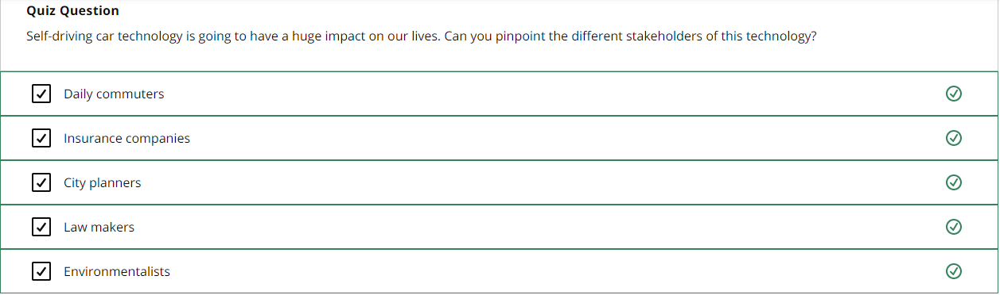 Quiz Question
Self-driving car technology is going to have a huge impact on our lives. Can you pinpoint the different stakeholders of this technology?
Daily commuters
Insurance companies
City planners
Law makers
Environmentalists